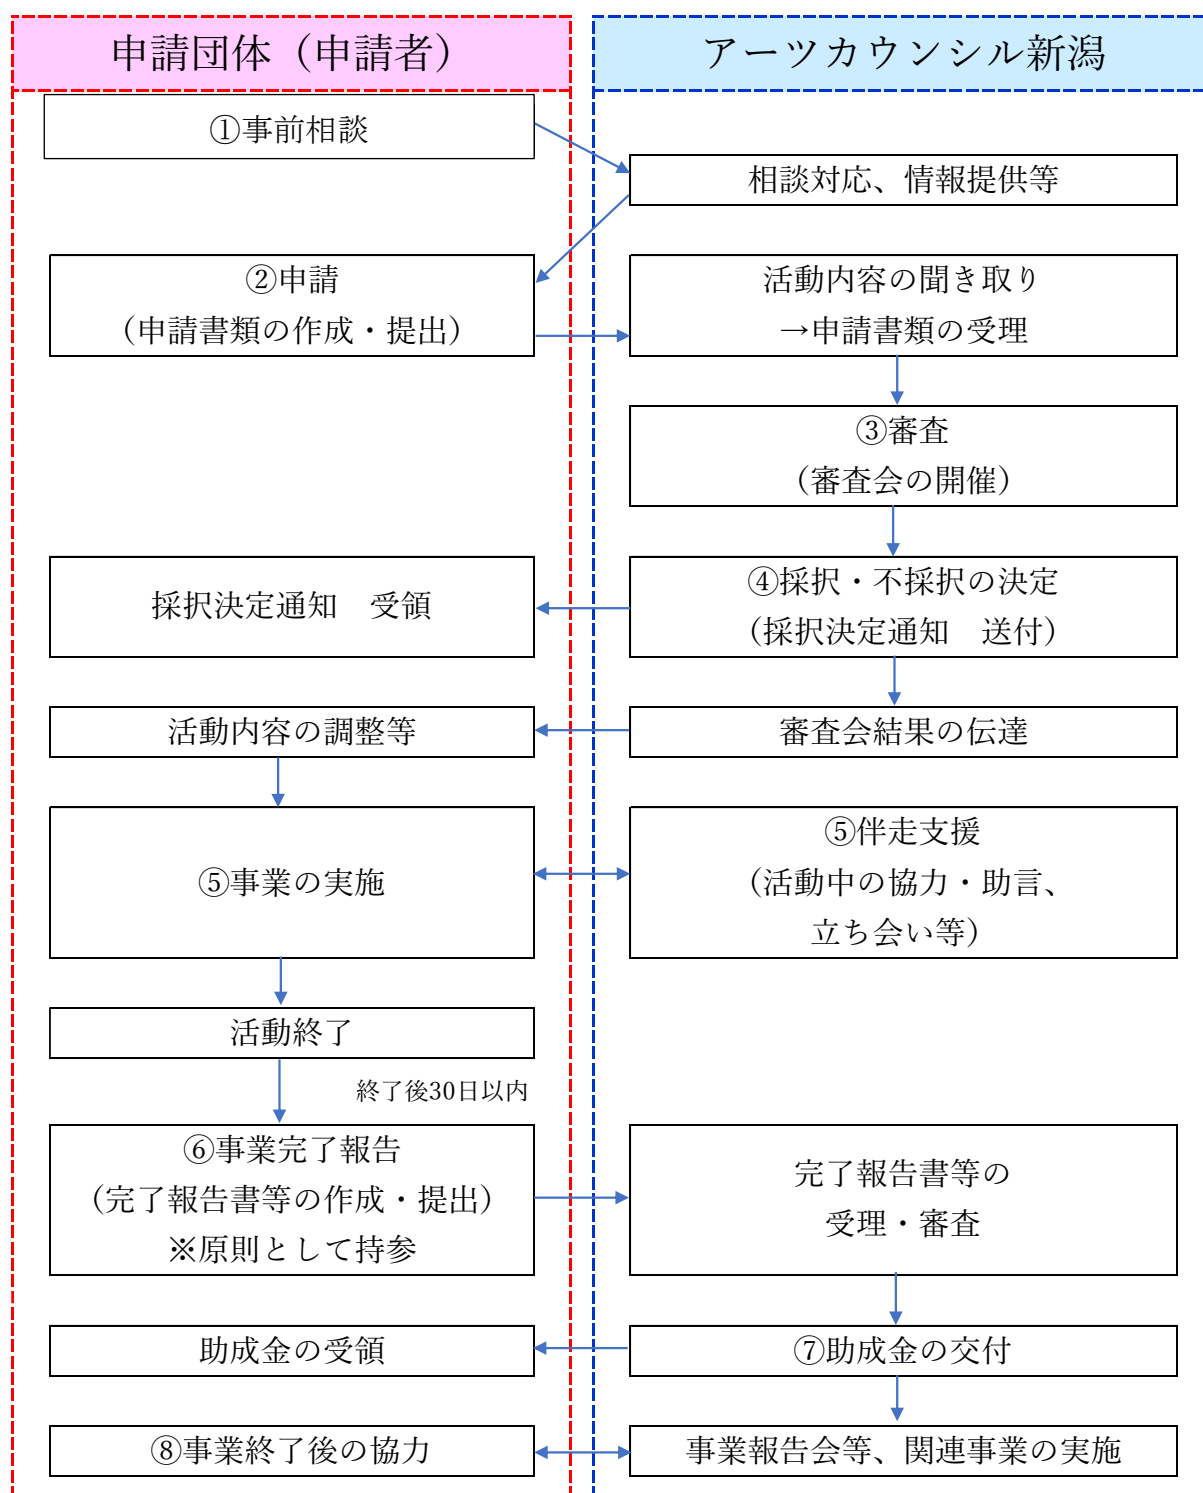 申請団体（申請者）
アーツカウンシル新潟
①事前相談
相談対応、情報提供等
②申請
（申請書類の作成・提出）
活動内容の聞き取り
→申請書類の受理
③審査
（審査会の開催）
採択決定通知　受領
④採択・不採択の決定
（採択決定通知　送付）
活動内容の調整等
審査会結果の伝達
⑤事業の実施
⑤伴走支援
（活動中の協力・助言、
立ち会い等）
活動終了
終了後30日以内
⑥事業完了報告
（完了報告書等の作成・提出）
※原則として持参
完了報告書等の
受理・審査
助成金の受領
⑦助成金の交付
⑧事業終了後の協力
事業報告会等、関連事業の実施